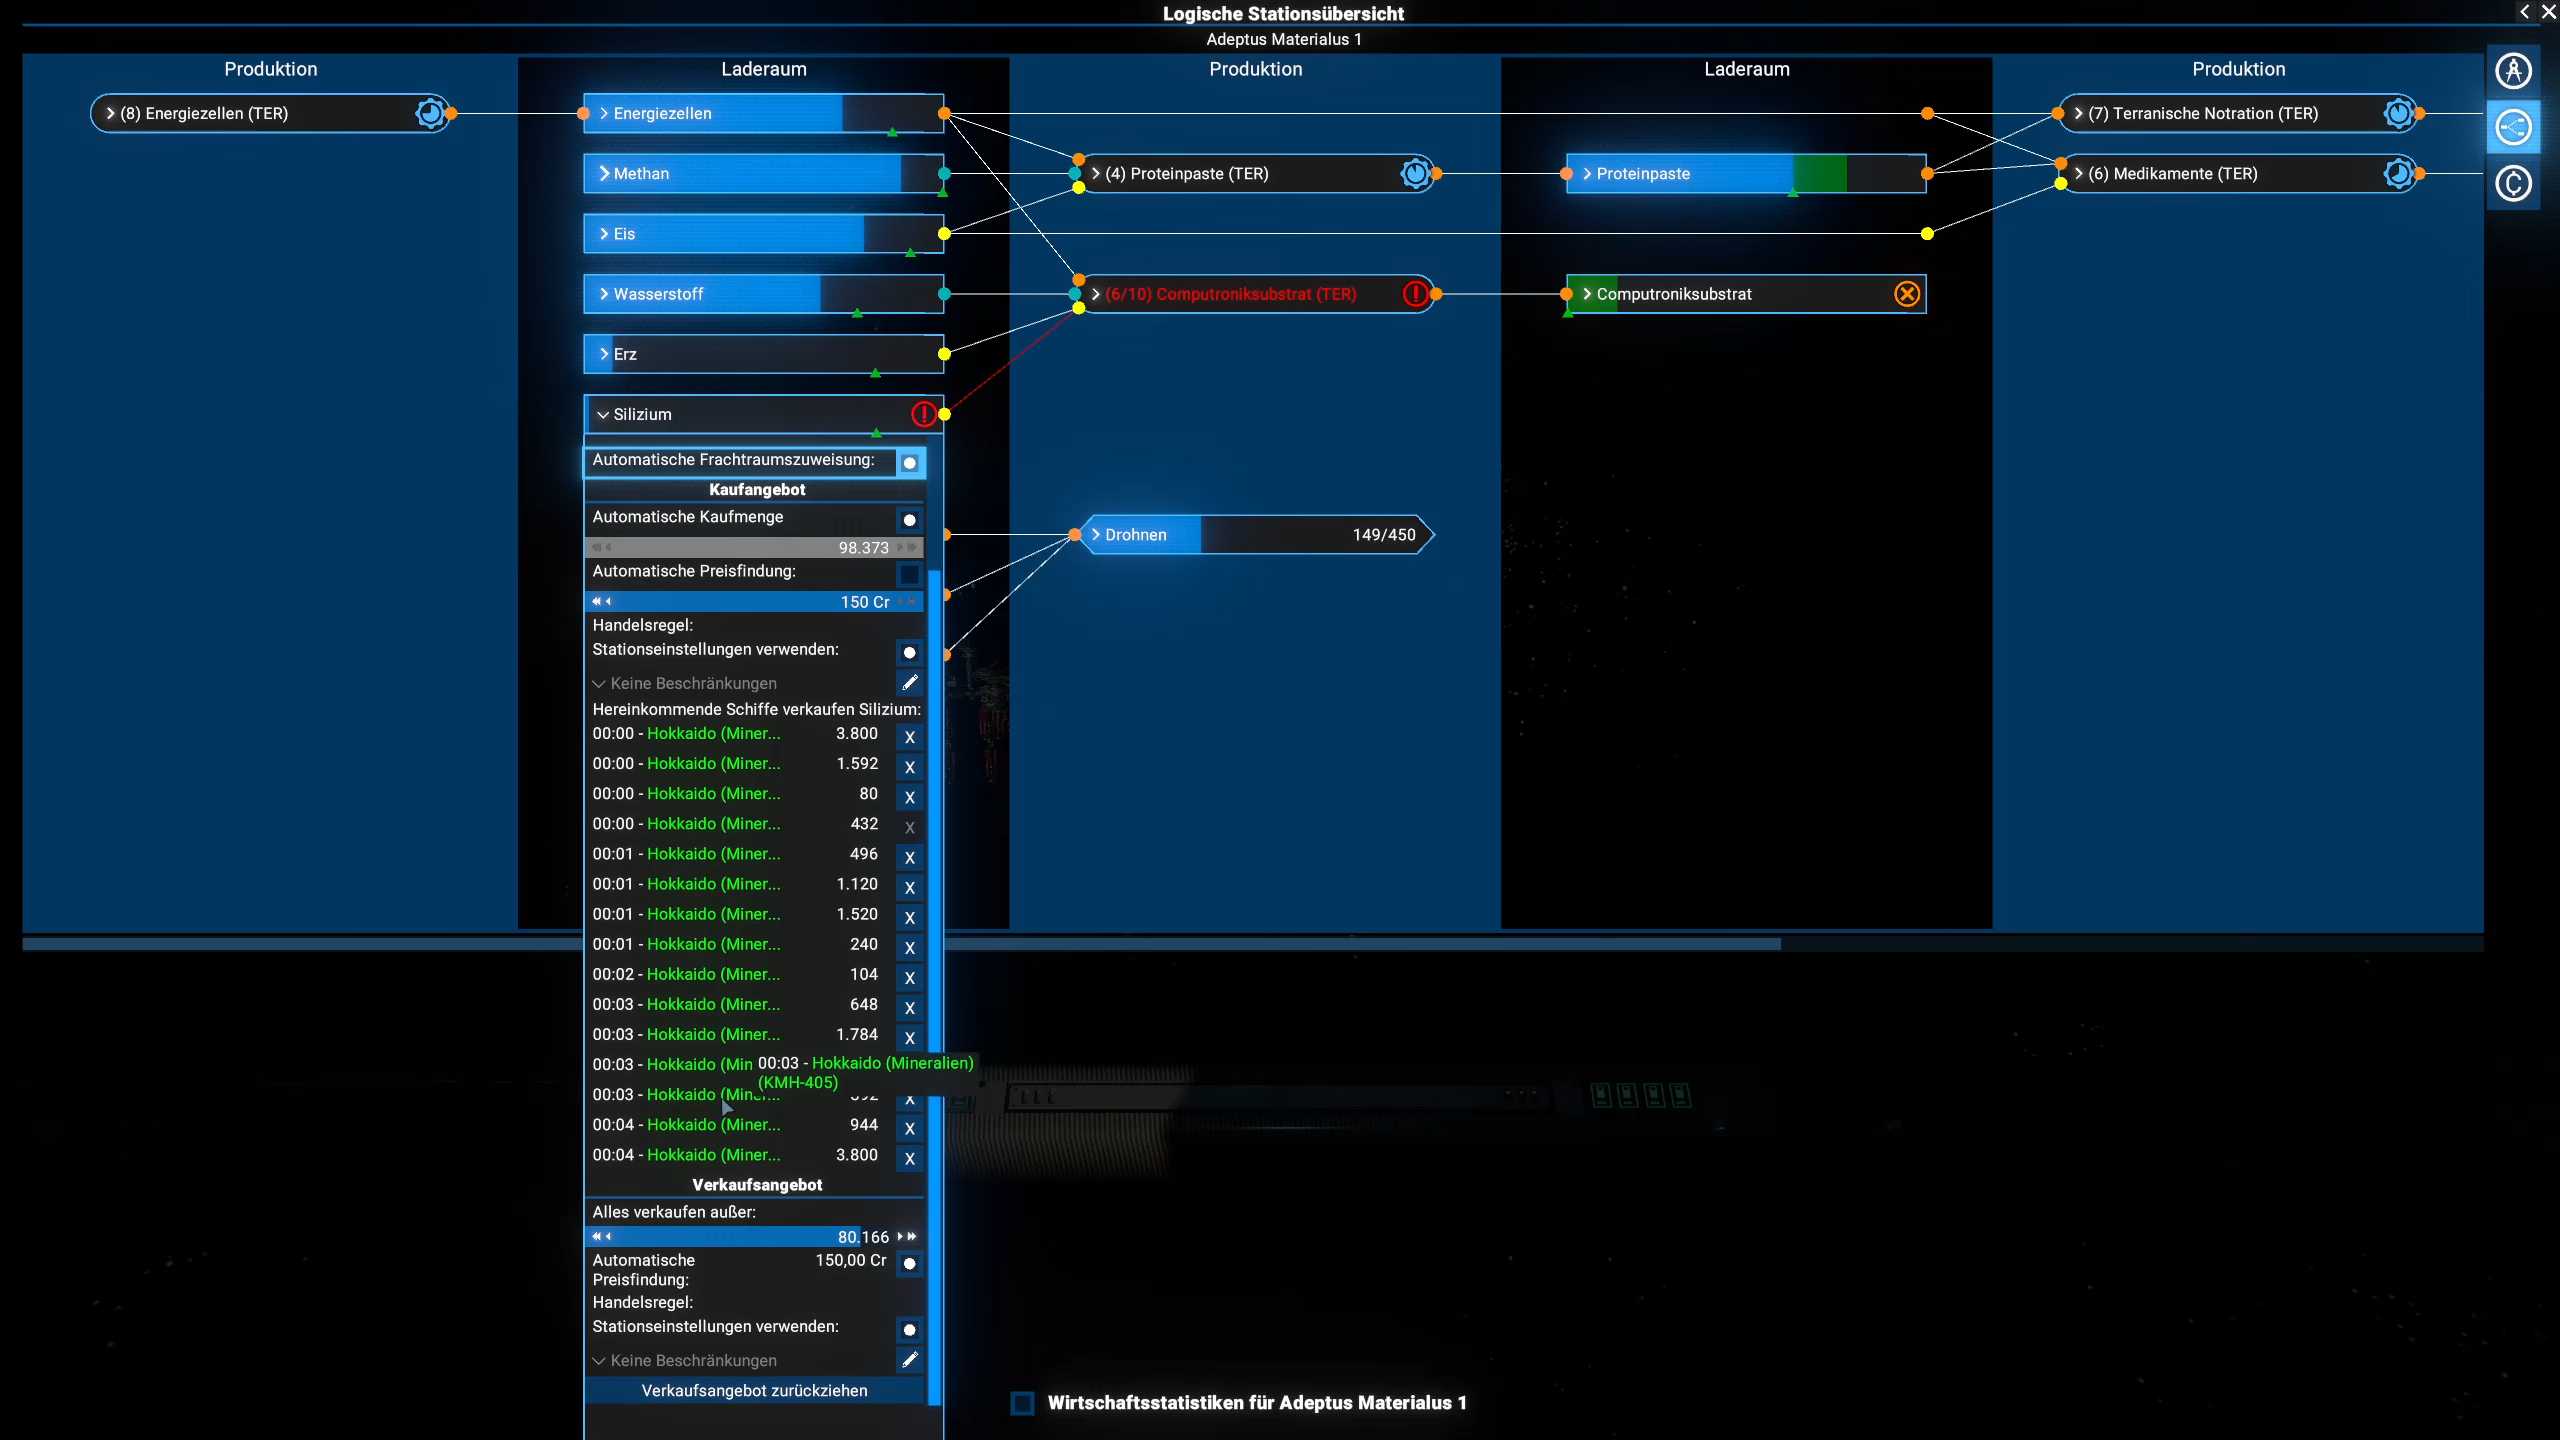 Logische Stationsübersicht
Adeptus Materialus 1
Produktion
Laderaum
Produktion
Laderaum
Produktion
(8) Energiezellen (TER)
Energiezellen
(7) Terranische Notration (TER)
Methan
(4) Proteinpaste (TER)
Proteinpaste
(6) Medikamente (TER)
Eis
Wasserstoff
(6/10) Computroniksubstrat (TER)
Computroniksubstrat
Erz
Silizium
Automatische Frachtraumszuweisung:
Kaufangebot
Automatische Kaufmenge
98.373
Automatische Preisfindung:
150 Cr
Handelsregel:
Stationseinstellungen verwenden:
Keine Beschränkungen
Hereinkommende Schiffe verkaufen Silizium:
00:00 - Hokkaido (Miner... 3.800 X
00:00 - Hokkaido (Miner... 1.592 X
00:00 - Hokkaido (Miner... 80 X
00:00 - Hokkaido (Miner... 432 X
00:01 - Hokkaido (Miner... 496 X
00:01 - Hokkaido (Miner... 1.120 X
00:01 - Hokkaido (Miner... 1.520 X
00:01 - Hokkaido (Miner... 240 X
00:02 - Hokkaido (Miner... 104 X
00:03 - Hokkaido (Miner... 648 X
00:03 - Hokkaido (Miner... 1.784 X
00:03 - Hokkaido (Min
00:03 - Hokkaido (Mineralien)
(KMH-405)
00:03 - Hokkaido (Miner... X
00:04 - Hokkaido (Miner... 944 X
00:04 - Hokkaido (Miner... 3.800 X
Verkaufsangebot
Alles verkaufen außer:
80.166
Automatische Preisfindung: 150,00 Cr
Handelsregel:
Stationseinstellungen verwenden:
Keine Beschränkungen
Verkaufsangebot zurückziehen
Drohnen 149/450
Wirtschaftsstatistiken für Adeptus Materialus 1